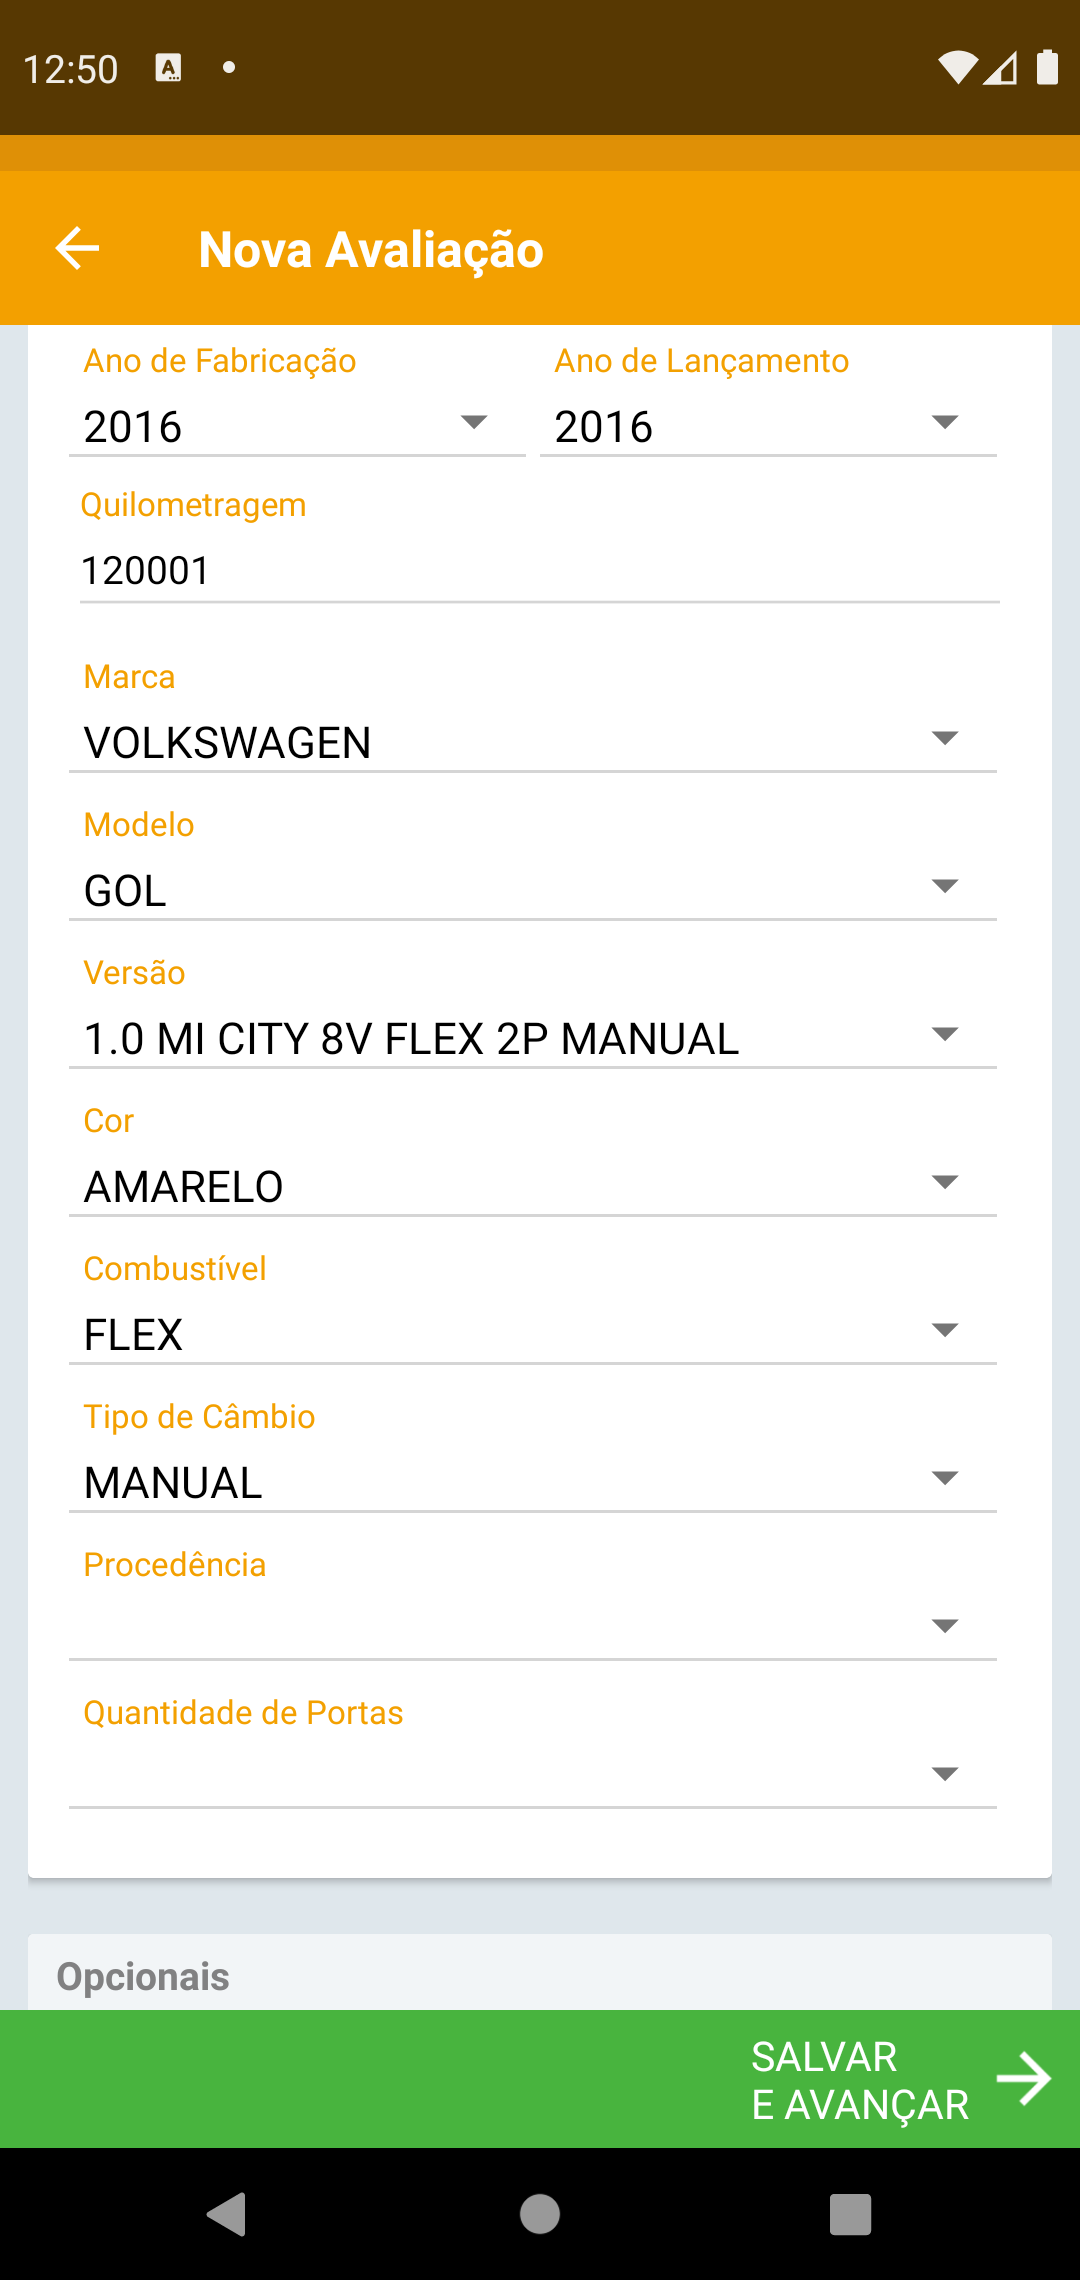 12:50
Nova Avaliação
Ano de Fabricação
Ano de Lançamento
2016
2016
Quilometragem
120001
Marca
VOLKSWAGEN
Modelo
GOL
Versão
1.0 MI CITY 8V FLEX 2P MANUAL
Cor
AMARELO
Combustível
FLEX
Tipo de Câmbio
MANUAL
Procedência
Quantidade de Portas
Opcionais
SALVAR
E AVANÇAR